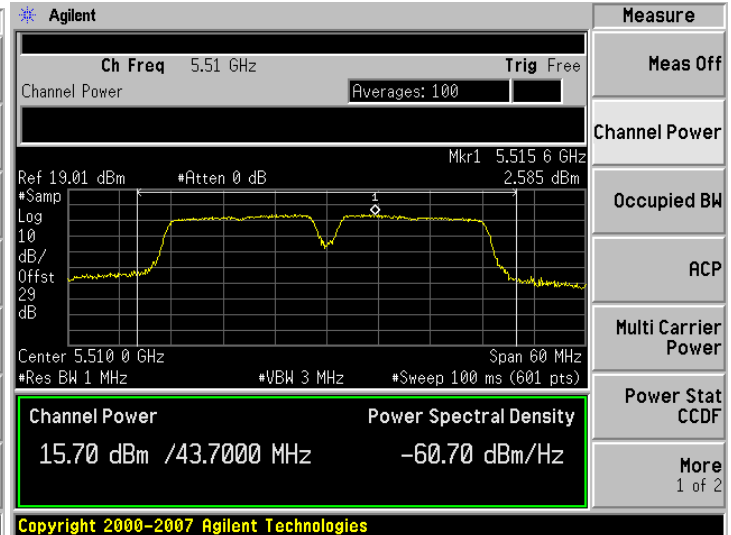 Agilent
Measure
Ch Freq 5.51 GHz Trig Free
Channel Power Averages: 100
Mkr1 5.515 6 GHz
Ref 19.01 dBm #Atten 0 dB 2.585 dBm
#Samp
Log
10
dB/
Offst
29
dB
1
Center 5.510 0 GHz Span 60 MHz
#Res BW 1 MHz #VBW 3 MHz #Sweep 100 ms (601 pts)
Channel Power Power Spectral Density
15.70 dBm /43.7000 MHz -60.70 dBm/Hz
Meas Off
Channel Power
Occupied BW
ACP
Multi Carrier
Power
Power Stat
CCDF
More
1 of 2
Copyright 2000-2007 Agilent Technologies